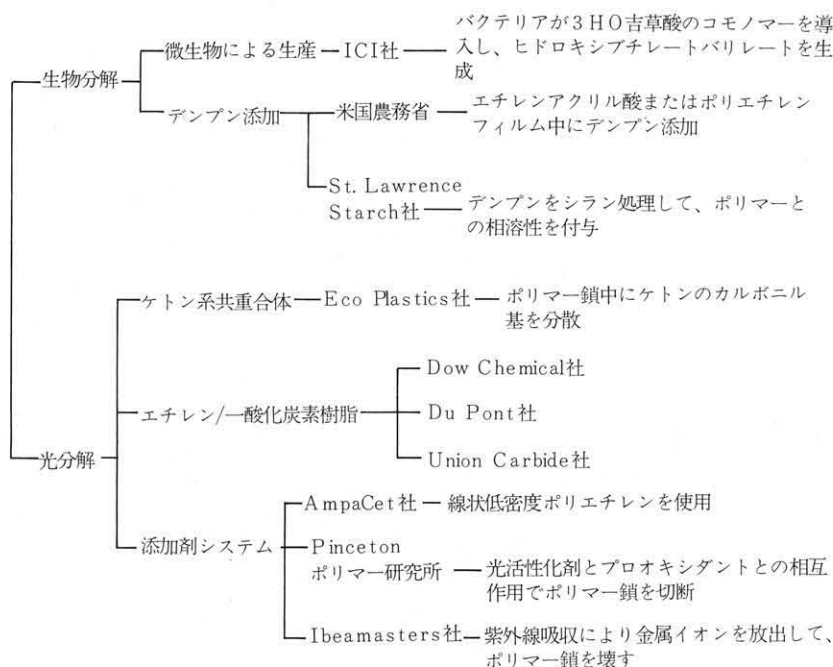 バクテリアが3HO吉草酸のコモノマーを導
微生物による生産
ICI社
入し、ヒドロキシブチレートバリレートを生
成
生物分解
デンプン添加
米国農務省
エチレンアクリル酸またはポリエチレン
フィルム中にデンプン添加
St. Lawrence
Starch社
デンプンをシラン処理して、ポリマーと
の相溶性を付与
ケトン系共重合体
Eco Plastics社
ポリマー鎖中にケトンのカルボニル
基を分散
Dow Chemical社
エチレン/一酸化炭素樹脂
Du Pont社
Union Carbide社
光分解
AmpaCet社
線状低密度ポリエチレンを使用
添加剤システム
Pinceton
ポリマー研究所
光活性化剤とプロオキシダントとの相互
作用でポリマー鎖を切断
Ibeamasters社
紫外線吸収により金属イオンを放出して、
ポリマー鎖を壊す